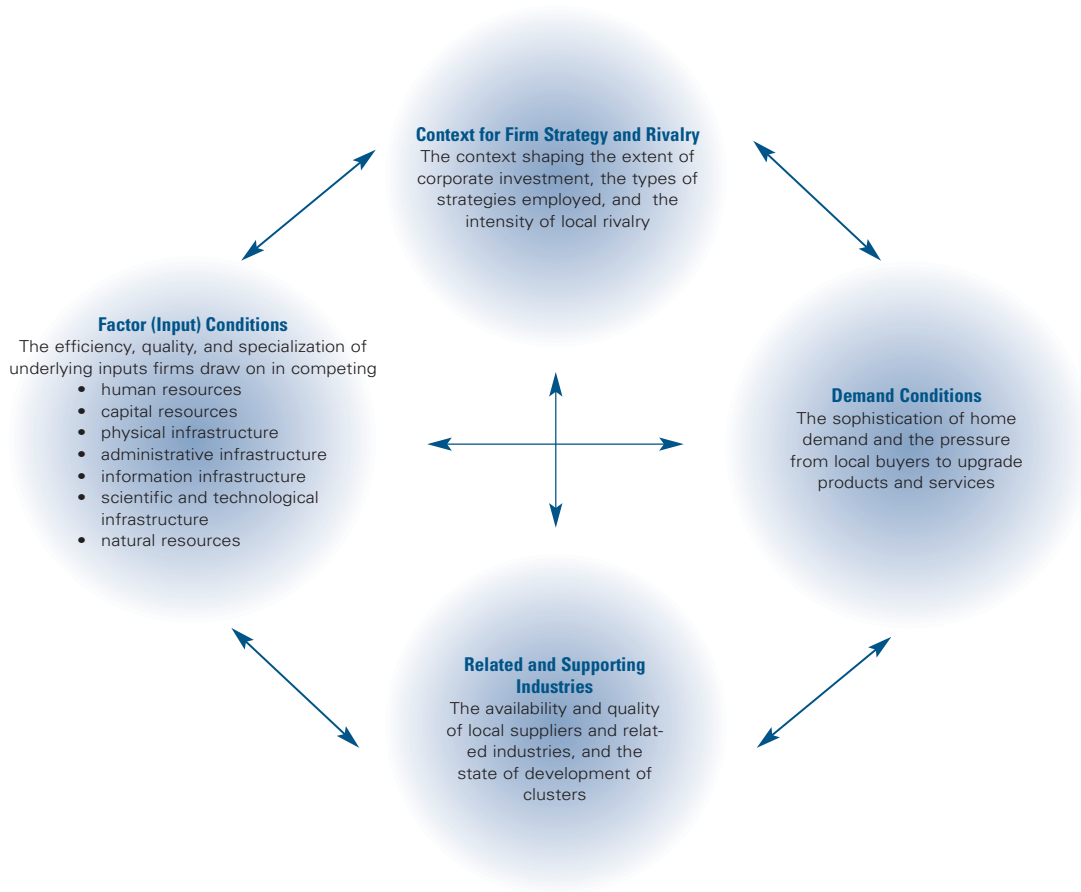 Context for Firm Strategy and Rivalry
The context shaping the extent of
corporate investment, the types of
strategies employed, and the
intensity of local rivalry
Factor (Input) Conditions
The efficiency, quality, and specialization of
underlying inputs firms draw on in competing
• human resources
• capital resources
• physical infrastructure
• administrative infrastructure
• information infrastructure
• scientific and technological
infrastructure
• natural resources
Demand Conditions
The sophistication of home
demand and the pressure
from local buyers to upgrade
products and services
Related and Supporting
Industries
The availability and quality
of local suppliers and relat-
ed industries, and the
state of development of
clusters